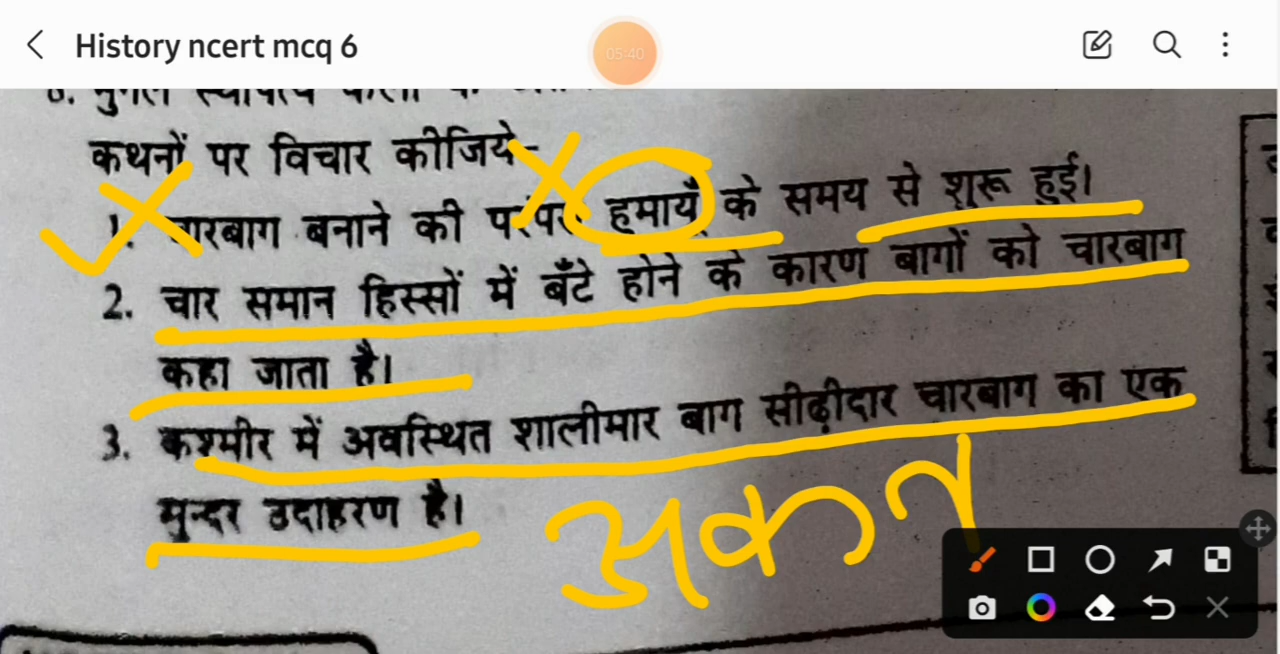 History ncert mcq 6
05:40
कथनों पर विचार कीजिये-
1. चारबाग बनाने की परंपरा हुमायूँ के समय से शुरू हुई।
2. चार समान हिस्सों में बँटे होने के कारण बागों को चारबाग
कहा जाता है।
3. कश्मीर में अवस्थित शालीमार बाग सीढ़ीदार चारबाग का एक
सुन्दर उदाहरण है।